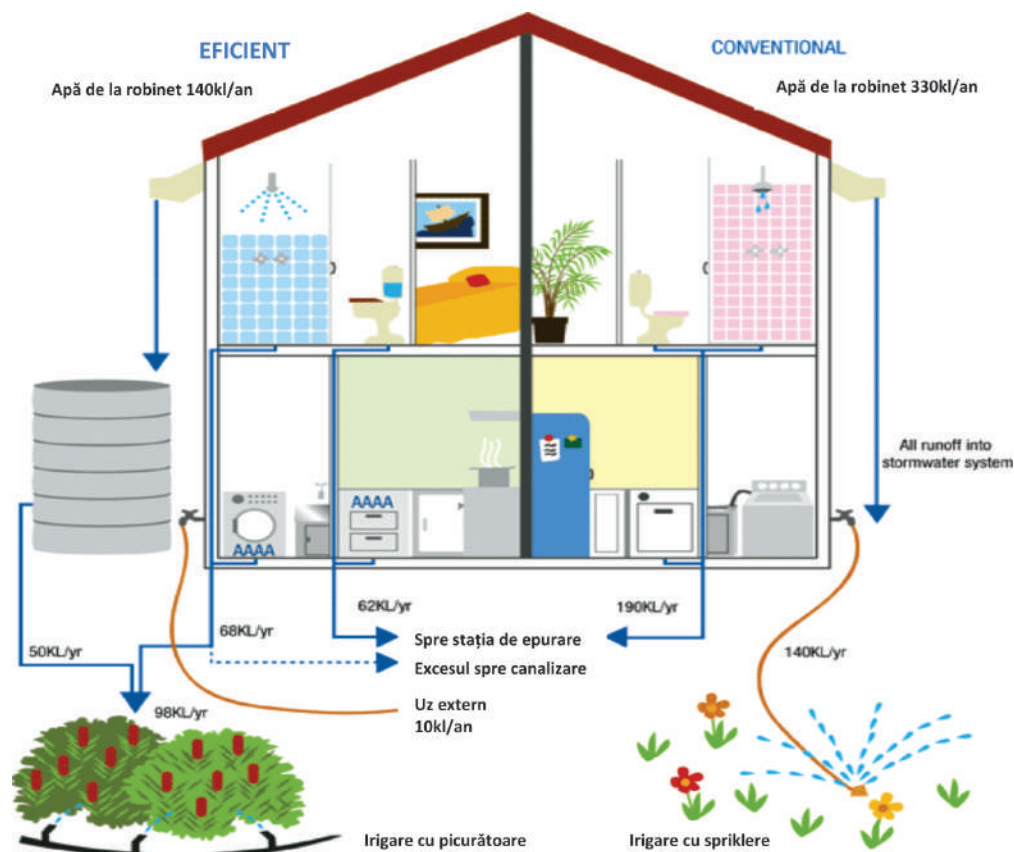 EFICIENT
CONVENTIONAL
Apă de la robinet 140kl/an
Apă de la robinet 330kl/an
All runoff into
stormwater system
AAAA
AAAA
62KL/yr
190KL/yr
68KL/yr
Spre stația de epurare
50KL/yr
Excesul spre canalizare
140KL/yr
98KL/yr
Uz extern
10kl/an
Irigare cu picurătoare
Irigare cu spriklere